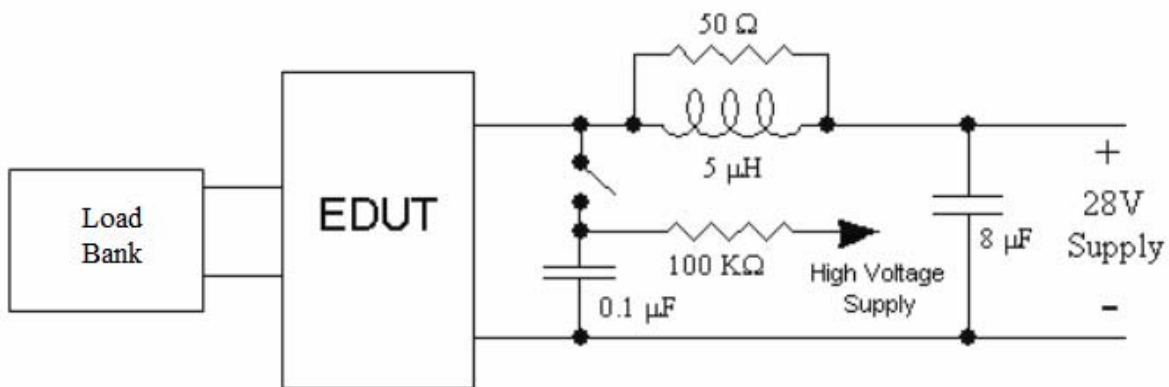 50 Ω
5 μH
Load
Bank
EDUT
100 KΩ
High Voltage
Supply
0.1 μF
8 μF
+
28V
Supply
-